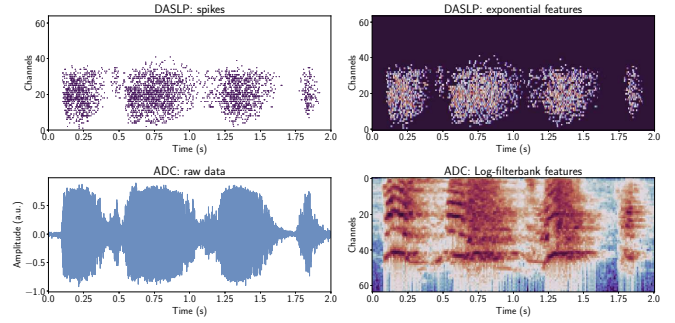 DASLP: spikes
Channels
60
40
20
0
0.0 0.25 0.5 0.75 1.0 1.25 1.5 1.75 2.0
Time (s)
DASLP: exponential features
Channels
60
40
20
0
0.0 0.25 0.5 0.75 1.0 1.25 1.5 1.75 2.0
Time (s)
ADC: raw data
Amplitude (a.u.)
0.5
0.0
−0.5
−1.0
0.0 0.25 0.5 0.75 1.0 1.25 1.5 1.75 2.0
Time (s)
ADC: Log-filterbank features
Channels
0
20
40
60
0.0 0.25 0.5 0.75 1.0 1.25 1.5 1.75 2.0
Time (s)